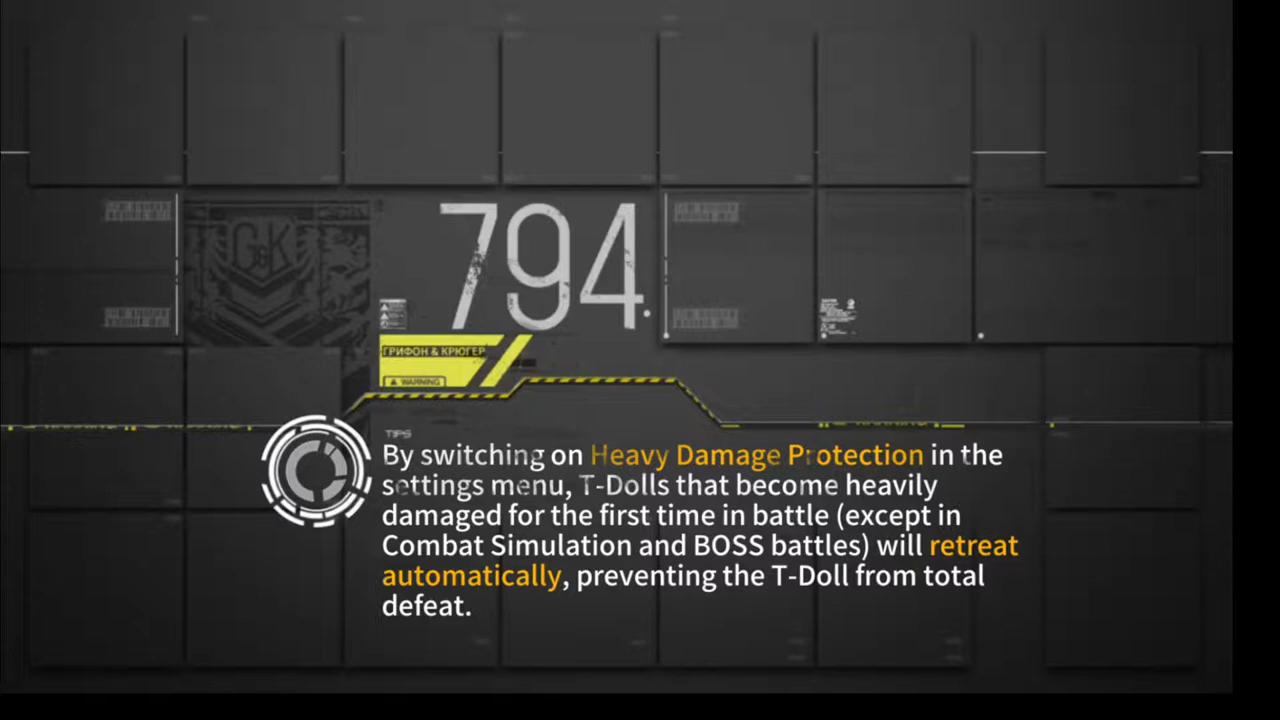 G&K
794.
ГРИФОН & КРЮГЕР
WARNING
TIPS
By switching on Heavy Damage Protection in the
settings menu, T-Dolls that become heavily
damaged for the first time in battle (except in
Combat Simulation and BOSS battles) will retreat
automatically, preventing the T-Doll from total
defeat.